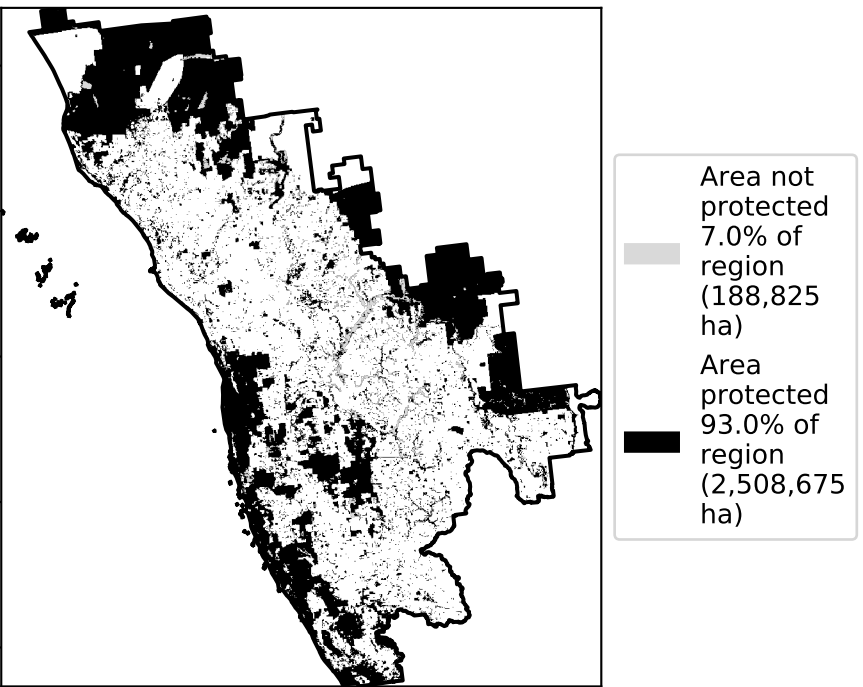 Area not
protected
7.0% of
region
(188,825
ha)
Area
protected
93.0% of
region
(2,508,675
ha)